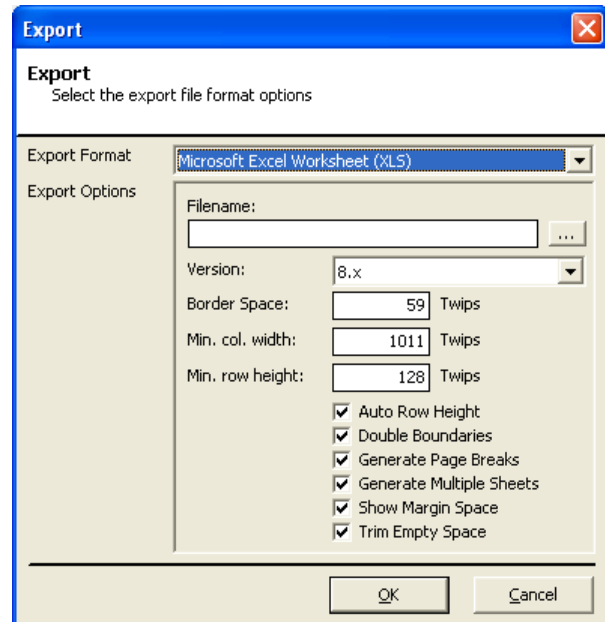 Export
Export
Select the export file format options
Export Format
Microsoft Excel Worksheet (XLS)
Export Options
Filename:
...
Version: 8.x
Border Space: 59 Twips
Min. col. width: 1011 Twips
Min. row height: 128 Twips
Auto Row Height
Double Boundaries
Generate Page Breaks
Generate Multiple Sheets
Show Margin Space
Trim Empty Space
OK Cancel